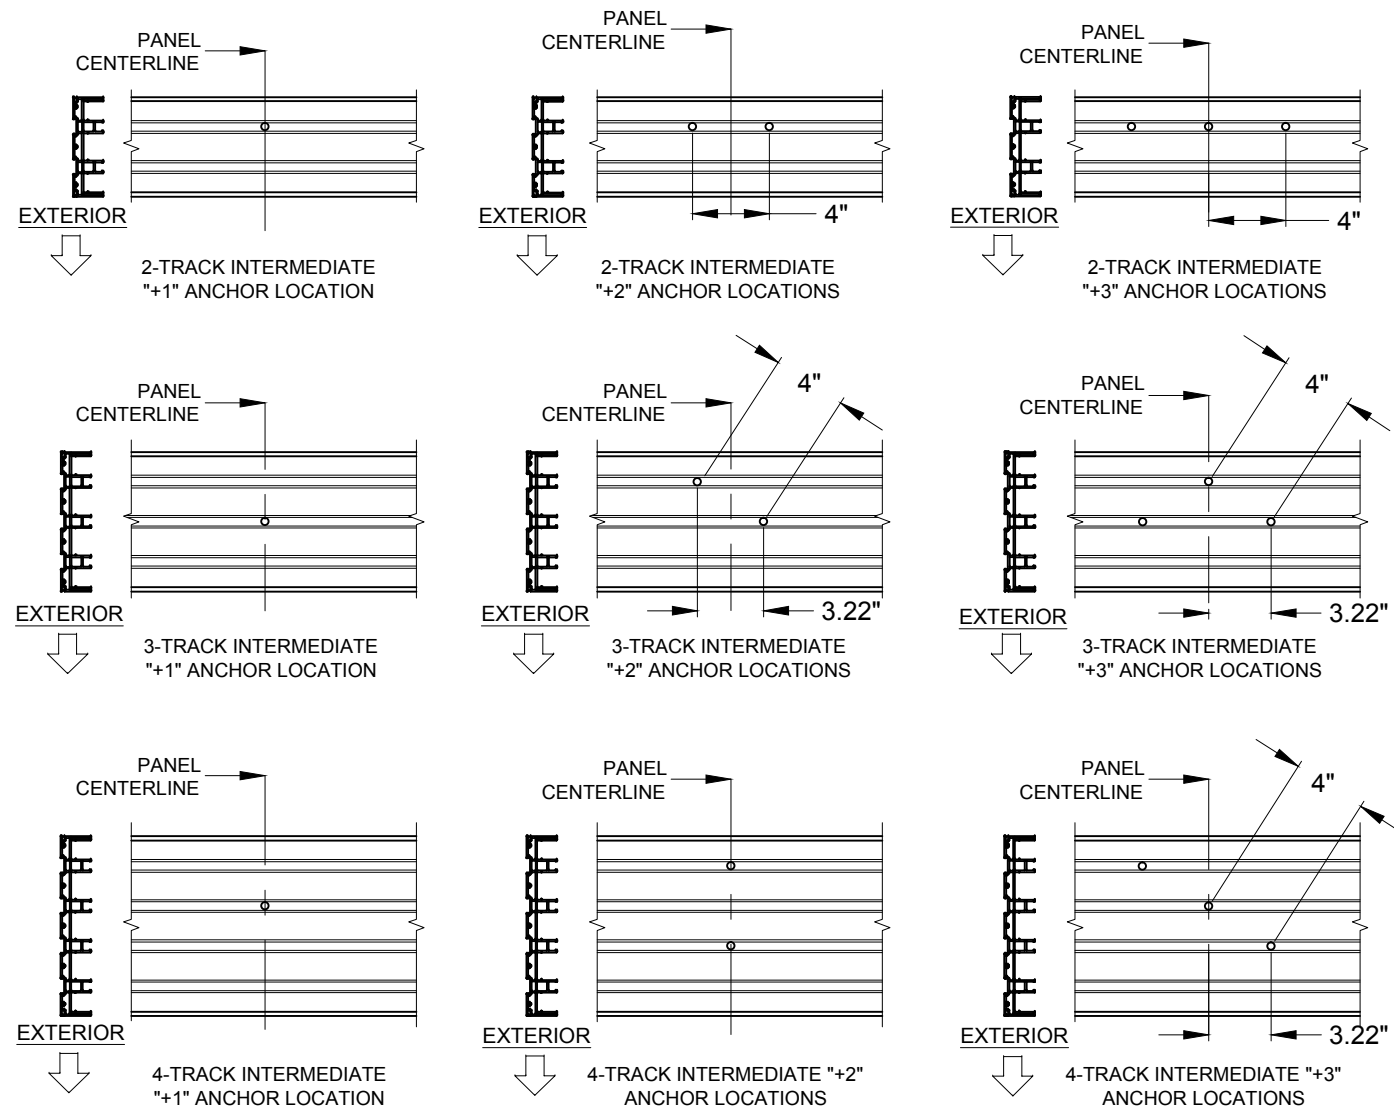 PANEL
CENTERLINE
EXTERIOR
2-TRACK INTERMEDIATE
"+1" ANCHOR LOCATION
PANEL
CENTERLINE
EXTERIOR
4"
2-TRACK INTERMEDIATE
"+2" ANCHOR LOCATIONS
PANEL
CENTERLINE
EXTERIOR
4"
2-TRACK INTERMEDIATE
"+3" ANCHOR LOCATIONS
PANEL
CENTERLINE
EXTERIOR
3-TRACK INTERMEDIATE
"+1" ANCHOR LOCATION
PANEL
CENTERLINE
4"
EXTERIOR
3.22"
3-TRACK INTERMEDIATE
"+2" ANCHOR LOCATIONS
PANEL
CENTERLINE
4"
EXTERIOR
3.22"
3-TRACK INTERMEDIATE
"+3" ANCHOR LOCATIONS
PANEL
CENTERLINE
EXTERIOR
4-TRACK INTERMEDIATE
"+1" ANCHOR LOCATION
PANEL
CENTERLINE
EXTERIOR
4-TRACK INTERMEDIATE "+2"
ANCHOR LOCATIONS
PANEL
CENTERLINE
4"
EXTERIOR
3.22"
4-TRACK INTERMEDIATE "+3"
ANCHOR LOCATIONS